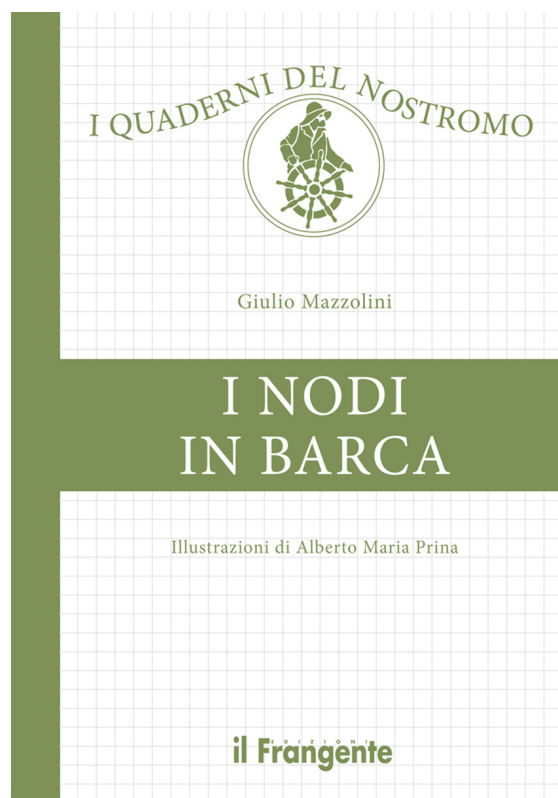 I QUADERNI DEL NOSTROMO
Giulio Mazzolini
I NODI
IN BARCA
Illustrazioni di Alberto Maria Prina
EDIZIONI
il Frangente